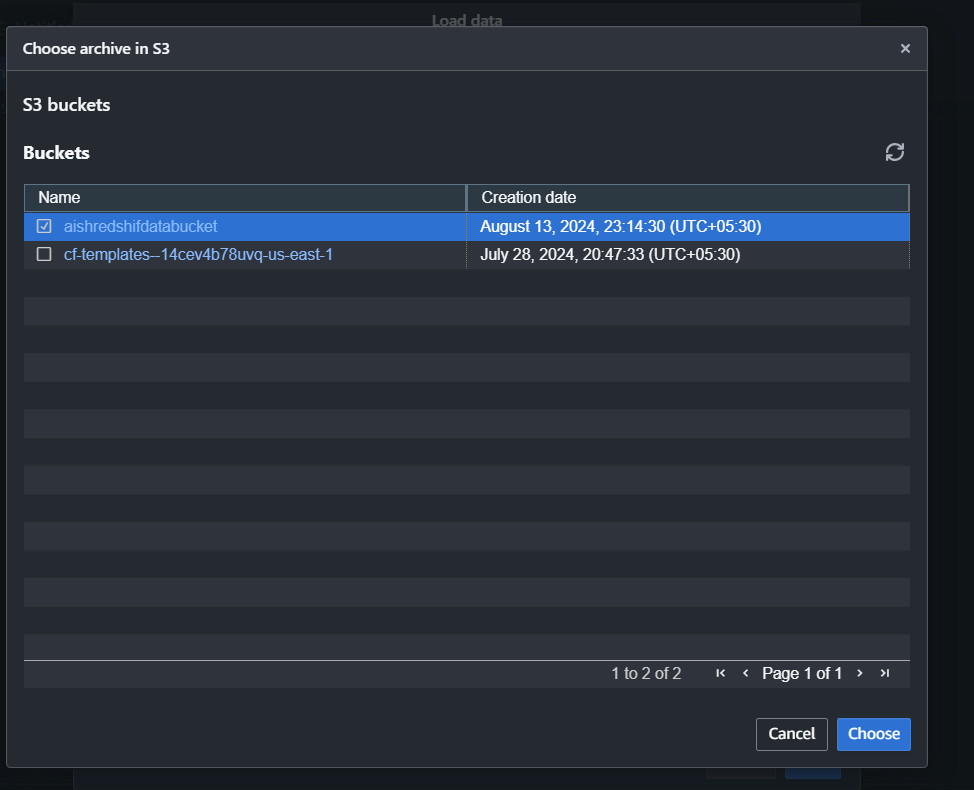 Load data
Choose archive in S3
S3 buckets
Buckets
Name Creation date
aishredshifdatabucket August 13, 2024, 23:14:30 (UTC+05:30)
cf-templates--14cev4b78uvq-us-east-1 July 28, 2024, 20:47:33 (UTC+05:30)
1 to 2 of 2 Page 1 of 1
Cancel Choose